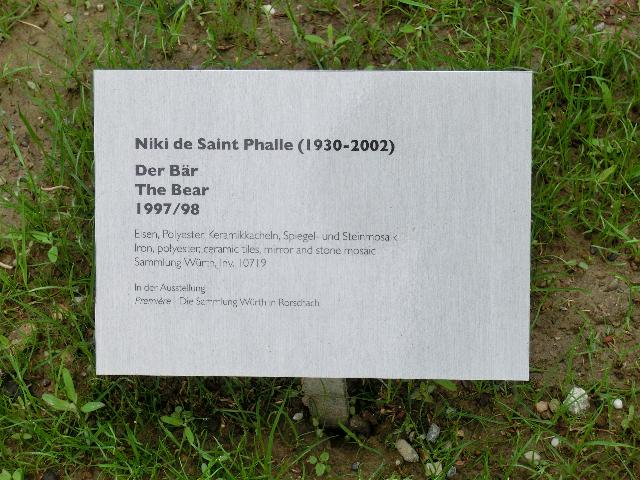 Niki de Saint Phalle (1930-2002)
Der Bär
The Bear
1997/98
Eisen, Polyester, Keramikkacheln, Spiegel- und Steinmosaik
Iron, polyester, ceramic tiles, mirror and stone mosaic
Sammlung Würth, Inv. 10719
In der Ausstellung
Première | Die Sammlung Würth in Rorschach